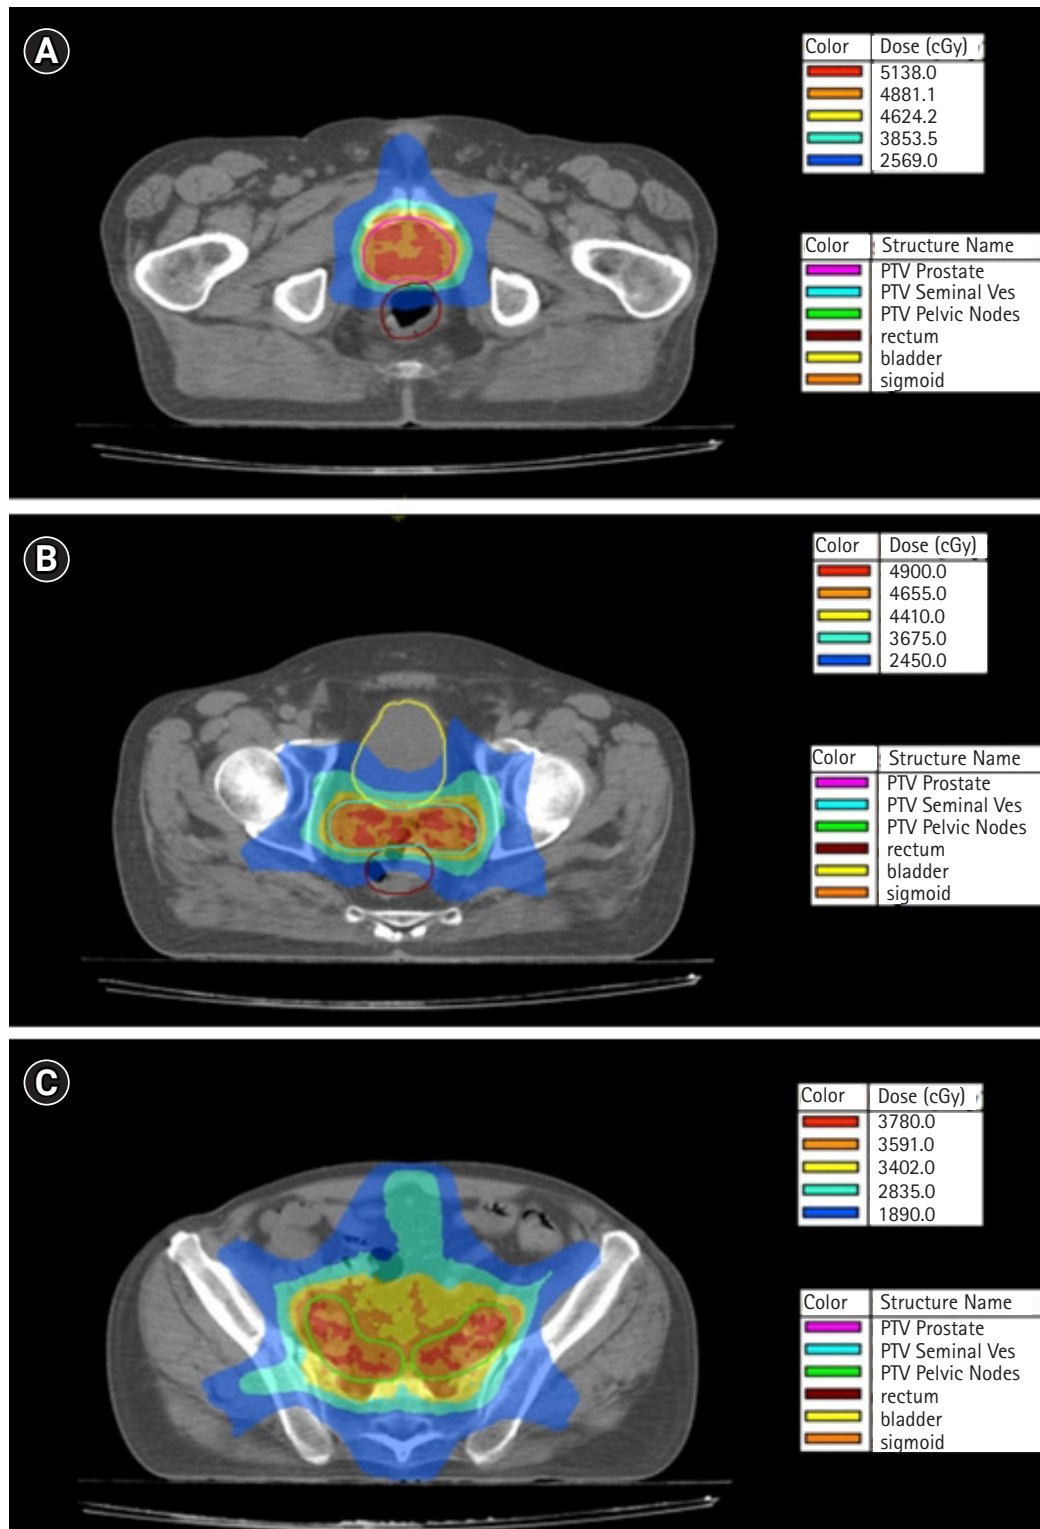 A
Color Dose (cGy)
5138.0
4881.1
4624.2
3853.5
2569.0
Color Structure Name
PTV Prostate
PTV Seminal Ves
PTV Pelvic Nodes
rectum
bladder
sigmoid
B
Color Dose (cGy)
4900.0
4655.0
4410.0
3675.0
2450.0
Color Structure Name
PTV Prostate
PTV Seminal Ves
PTV Pelvic Nodes
rectum
bladder
sigmoid
C
Color Dose (cGy)
3780.0
3591.0
3402.0
2835.0
1890.0
Color Structure Name
PTV Prostate
PTV Seminal Ves
PTV Pelvic Nodes
rectum
bladder
sigmoid